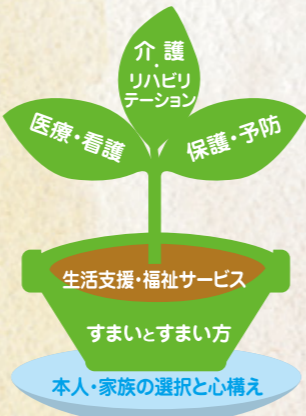 介護
・
リハビリ
テーション
医療・看護
保護・予防
生活支援・福祉サービス
すまいとすまい方
本人・家族の選択と心構え